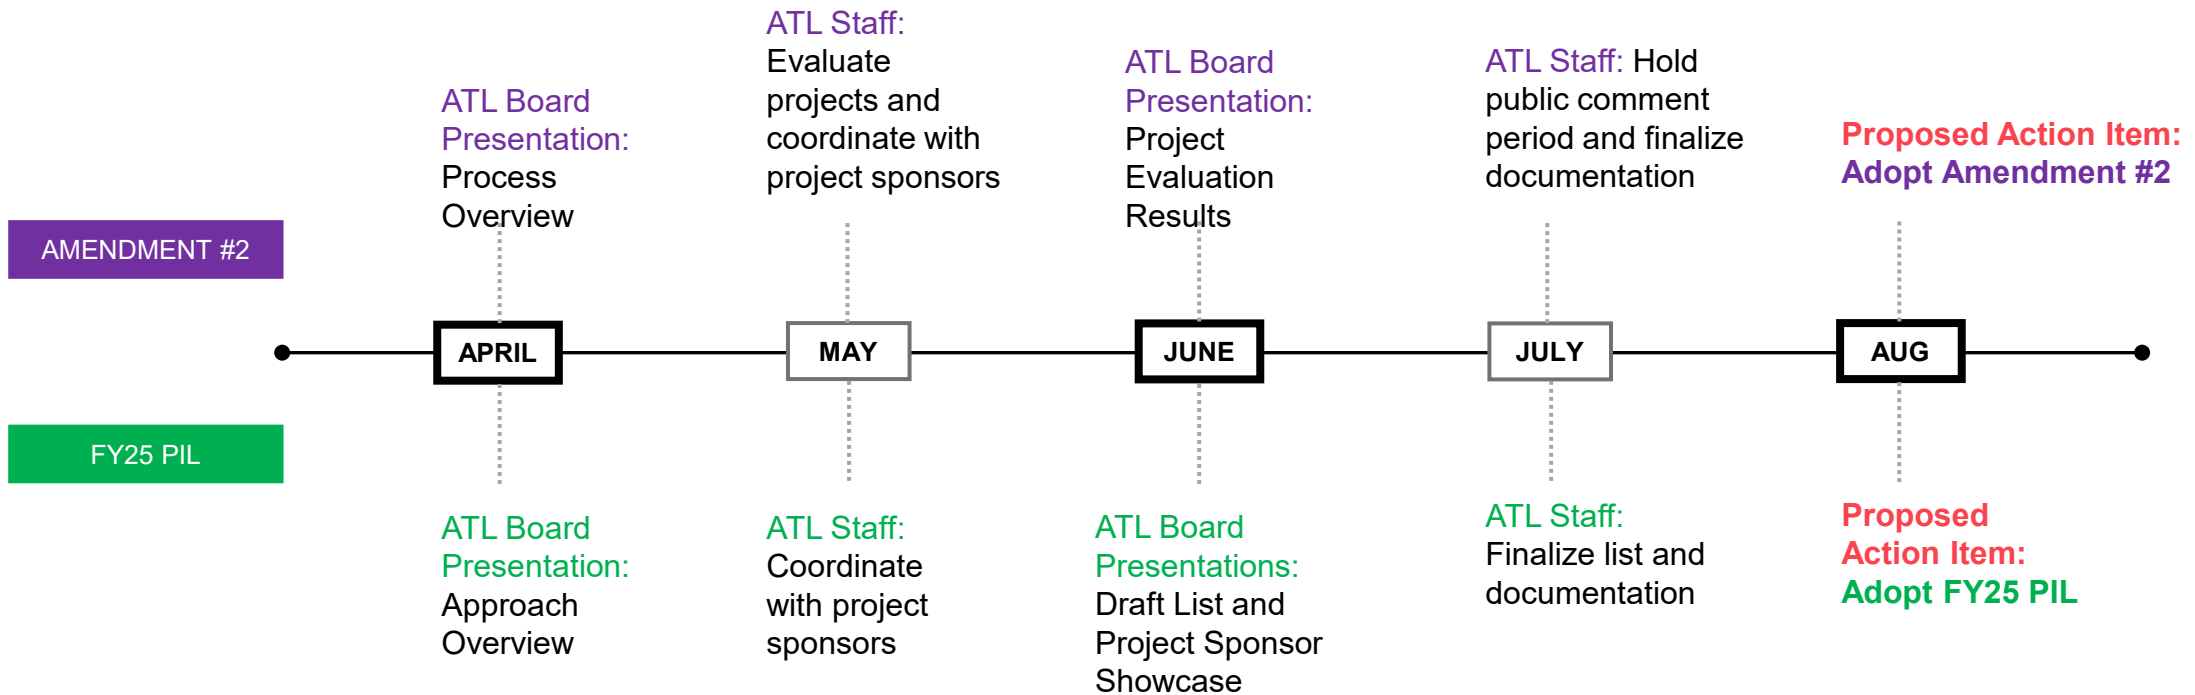 ATL Board
Presentation:
Process
Overview
ATL Staff:
Evaluate
projects and
coordinate with
project sponsors
ATL Board
Presentation:
Project
Evaluation
Results
ATL Staff: Hold
public comment
period and finalize
documentation
Proposed Action Item:
Adopt Amendment #2
AMENDMENT #2
APRIL
MAY
JUNE
JULY
AUG
FY25 PIL
ATL Board
Presentation:
Approach
Overview
ATL Staff:
Coordinate
with project
sponsors
ATL Board
Presentations:
Draft List and
Project Sponsor
Showcase
ATL Staff:
Finalize list and
documentation
Proposed
Action Item:
Adopt FY25 PIL